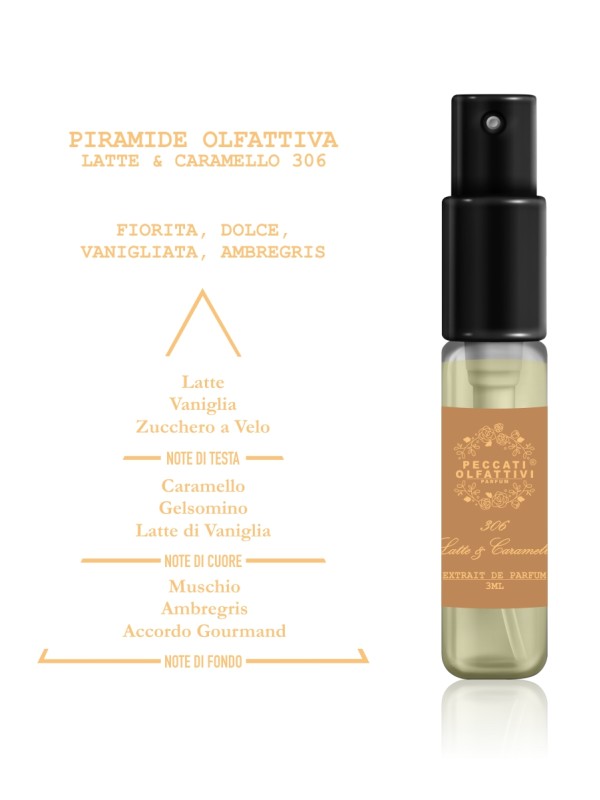 PIRAMIDE OLFATTIVA
LATTE & CARAMELLO 306
FIORITA, DOLCE,
VANIGLIATA, AMBREGRIS
Latte
Vaniglia
Zucchero a Velo
NOTE DI TESTA
Caramello
Gelsomino
Latte di Vaniglia
NOTE DI CUORE
Muschio
Ambregris
Accordo Gourmand
NOTE DI FONDO
PECCATI
OLFATTIVI®
PARFUM
306
Latte & Caramell
EXTRAIT DE PARFUM
3ML